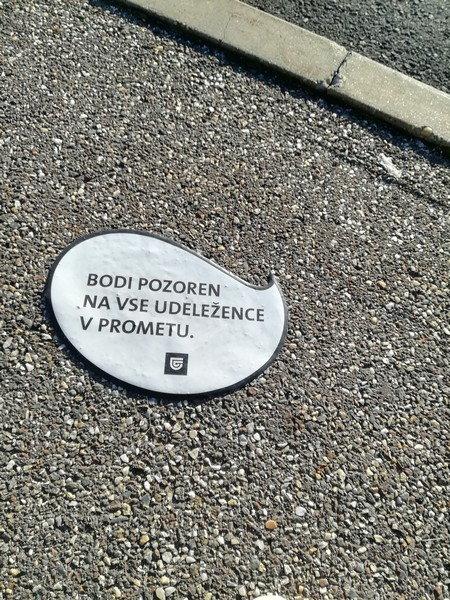 BODI POZOREN
NA VSE UDELEŽENCE
V PROMETU.